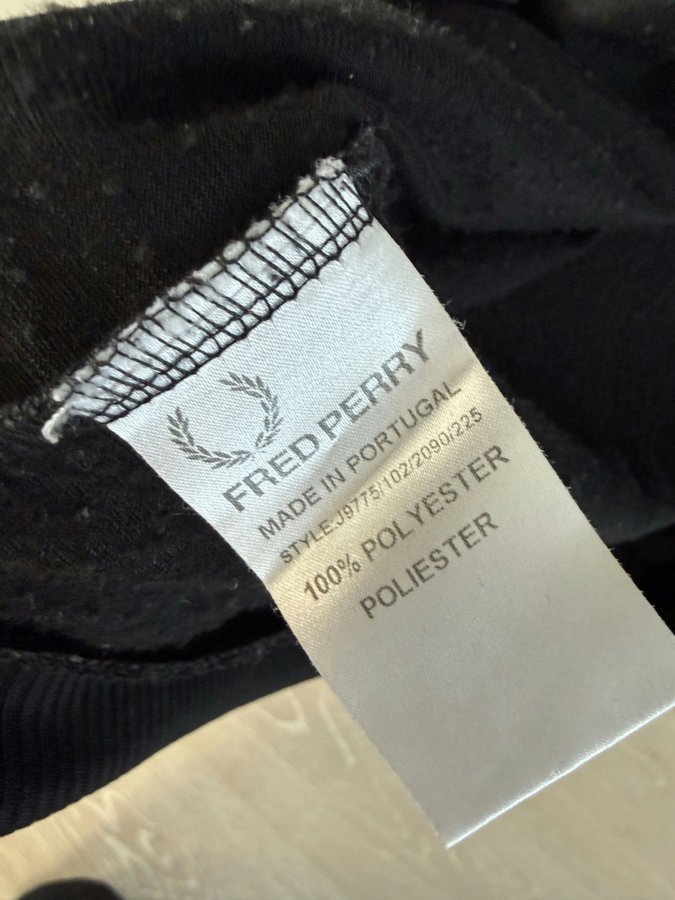 FRED PERRY
MADE IN PORTUGAL
STYLE:J9775/102/2090/225
100% POLYESTER
POLIESTER